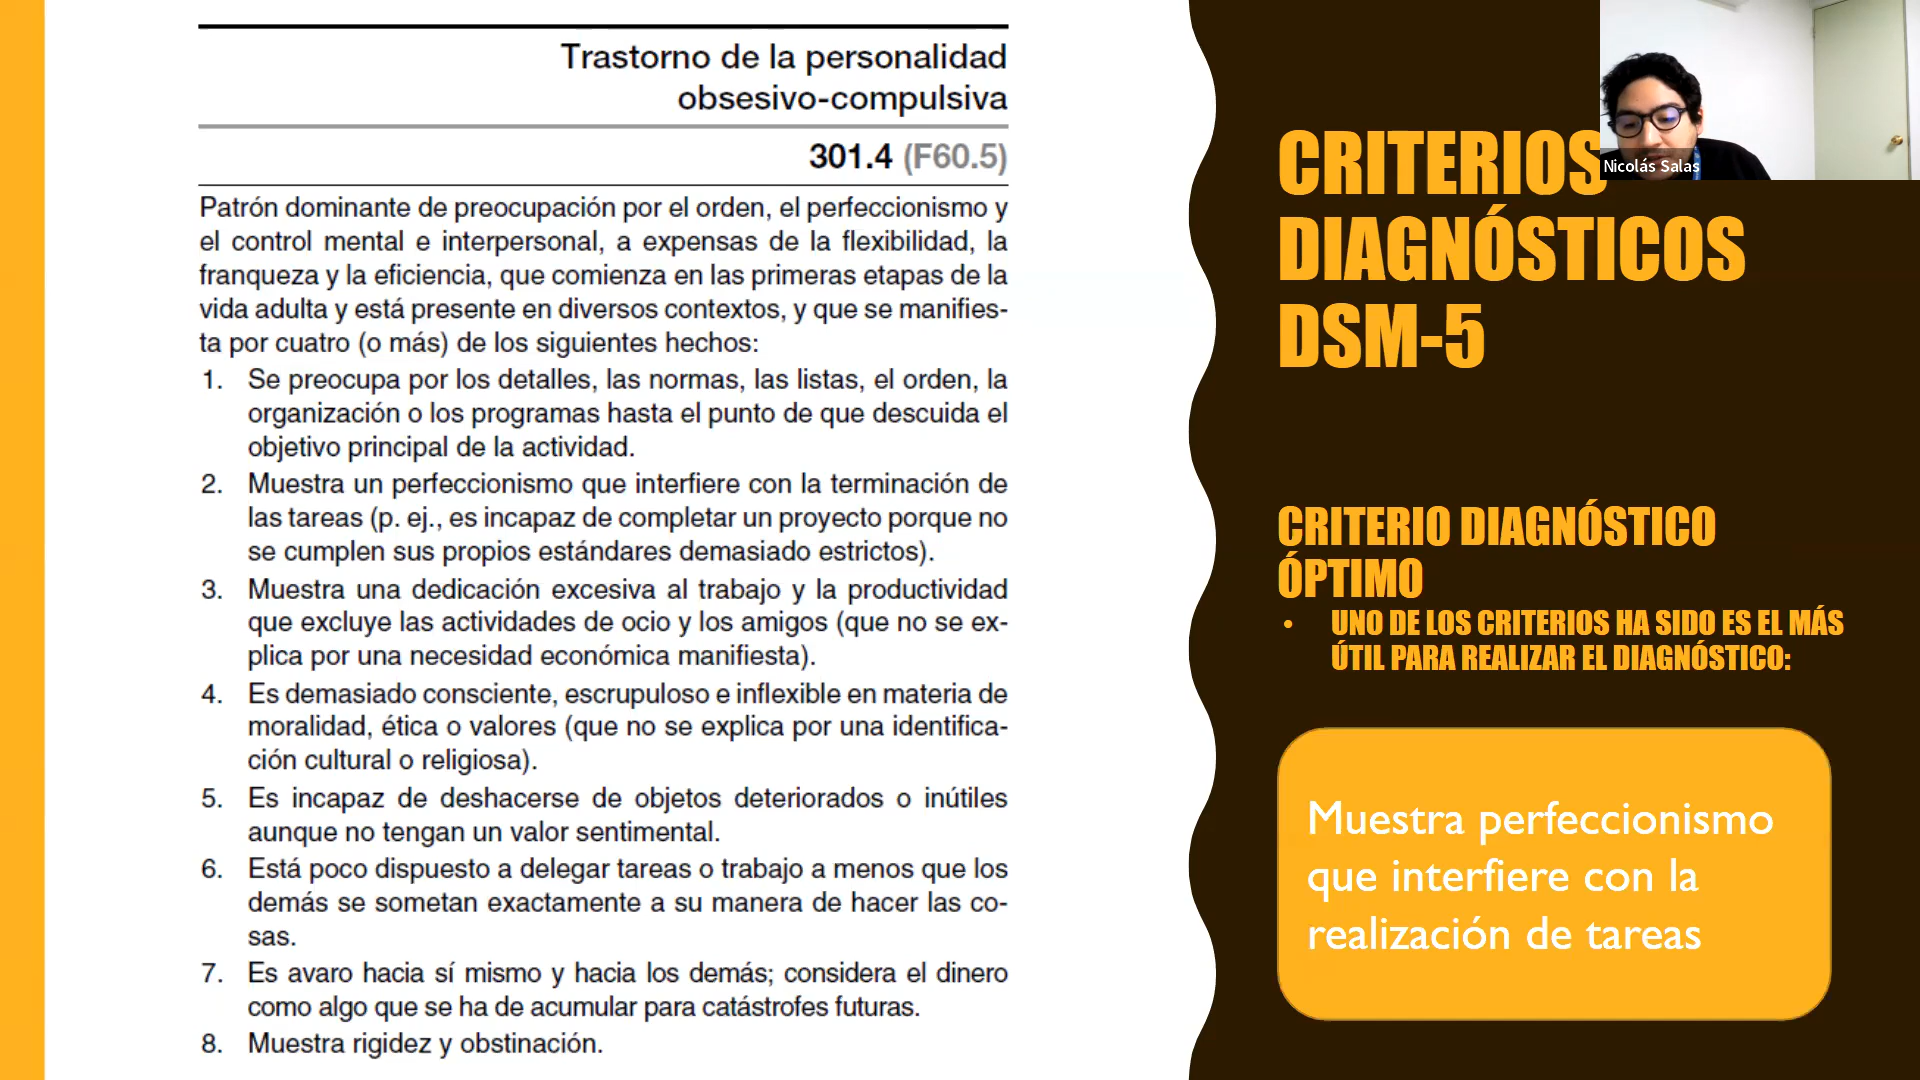 Trastorno de la personalidad
obsesivo-compulsiva
301.4 (F60.5)
Patrón dominante de preocupación por el orden, el perfeccionismo y
el control mental e interpersonal, a expensas de la flexibilidad, la
franqueza y la eficiencia, que comienza en las primeras etapas de la
vida adulta y está presente en diversos contextos, y que se manifies-
ta por cuatro (o más) de los siguientes hechos:
1. Se preocupa por los detalles, las normas, las listas, el orden, la
organización o los programas hasta el punto de que descuida el
objetivo principal de la actividad.
2. Muestra un perfeccionismo que interfiere con la terminación de
las tareas (p. ej., es incapaz de completar un proyecto porque no
se cumplen sus propios estándares demasiado estrictos).
3. Muestra una dedicación excesiva al trabajo y la productividad
que excluye las actividades de ocio y los amigos (que no se ex-
plica por una necesidad económica manifiesta).
4. Es demasiado consciente, escrupuloso e inflexible en materia de
moralidad, ética o valores (que no se explica por una identifica-
ción cultural o religiosa).
5. Es incapaz de deshacerse de objetos deteriorados o inútiles
aunque no tengan un valor sentimental.
6. Está poco dispuesto a delegar tareas o trabajo a menos que los
demás se sometan exactamente a su manera de hacer las co-
sas.
7. Es avaro hacia sí mismo y hacia los demás; considera el dinero
como algo que se ha de acumular para catástrofes futuras.
8. Muestra rigidez y obstinación.
CRITERIOS
DIAGNÓSTICOS
DSM-5
CRITERIO DIAGNÓSTICO
ÓPTIMO
• UNO DE LOS CRITERIOS HA SIDO ES EL MÁS
ÚTIL PARA REALIZAR EL DIAGNÓSTICO:
Muestra perfeccionismo
que interfiere con la
realización de tareas
Nicolás Salas